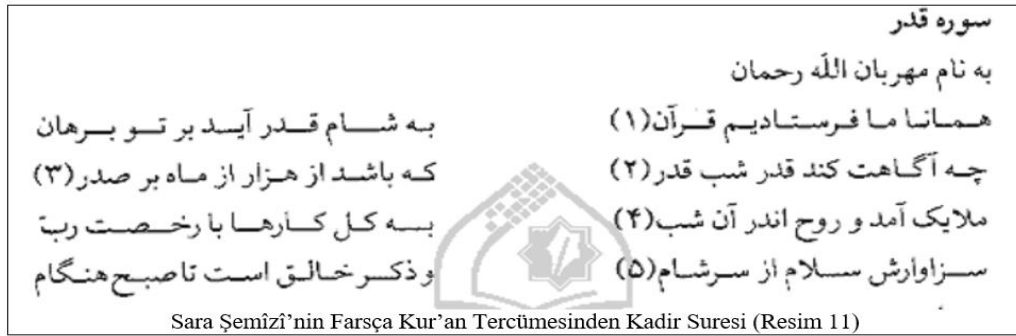 سوره قدر
به نام مهربان اللّه رحمان
همانا ما فرستادیم قرآن(۱) به شام قدر آید بر تو برهان
چه آگاهت کند قدر شب قدر(۲) که باشد از هزار از ماه بر صدر(۳)
ملایک آمد و روح اندر آن شب(۴) به کل کارها با رخصت ربّ
سزاوارش سلام از سرشام(۵) و ذکر خالق است تا صبح هنگام
Sara Şemîzî’nin Farsça Kur’an Tercümesinden Kadir Suresi (Resim 11)